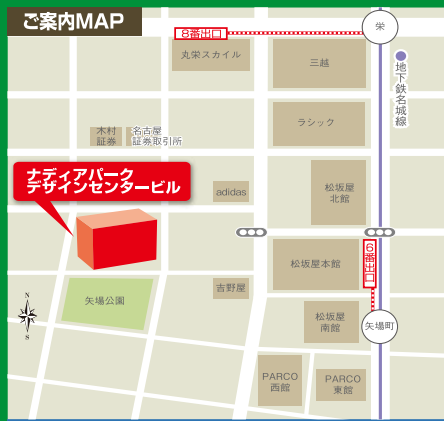 ご案内MAP
8番出口
栄
丸栄スカイル
三越
地下鉄名城線
ラシック
木村
証券
名古屋
証券取引所
ナディアパーク
デザインセンタービル
adidas
松坂屋
北館
6番出口
松坂屋本館
吉野屋
矢場公園
N
S
松坂屋
南館
矢場町
PARCO
西館
PARCO
東館